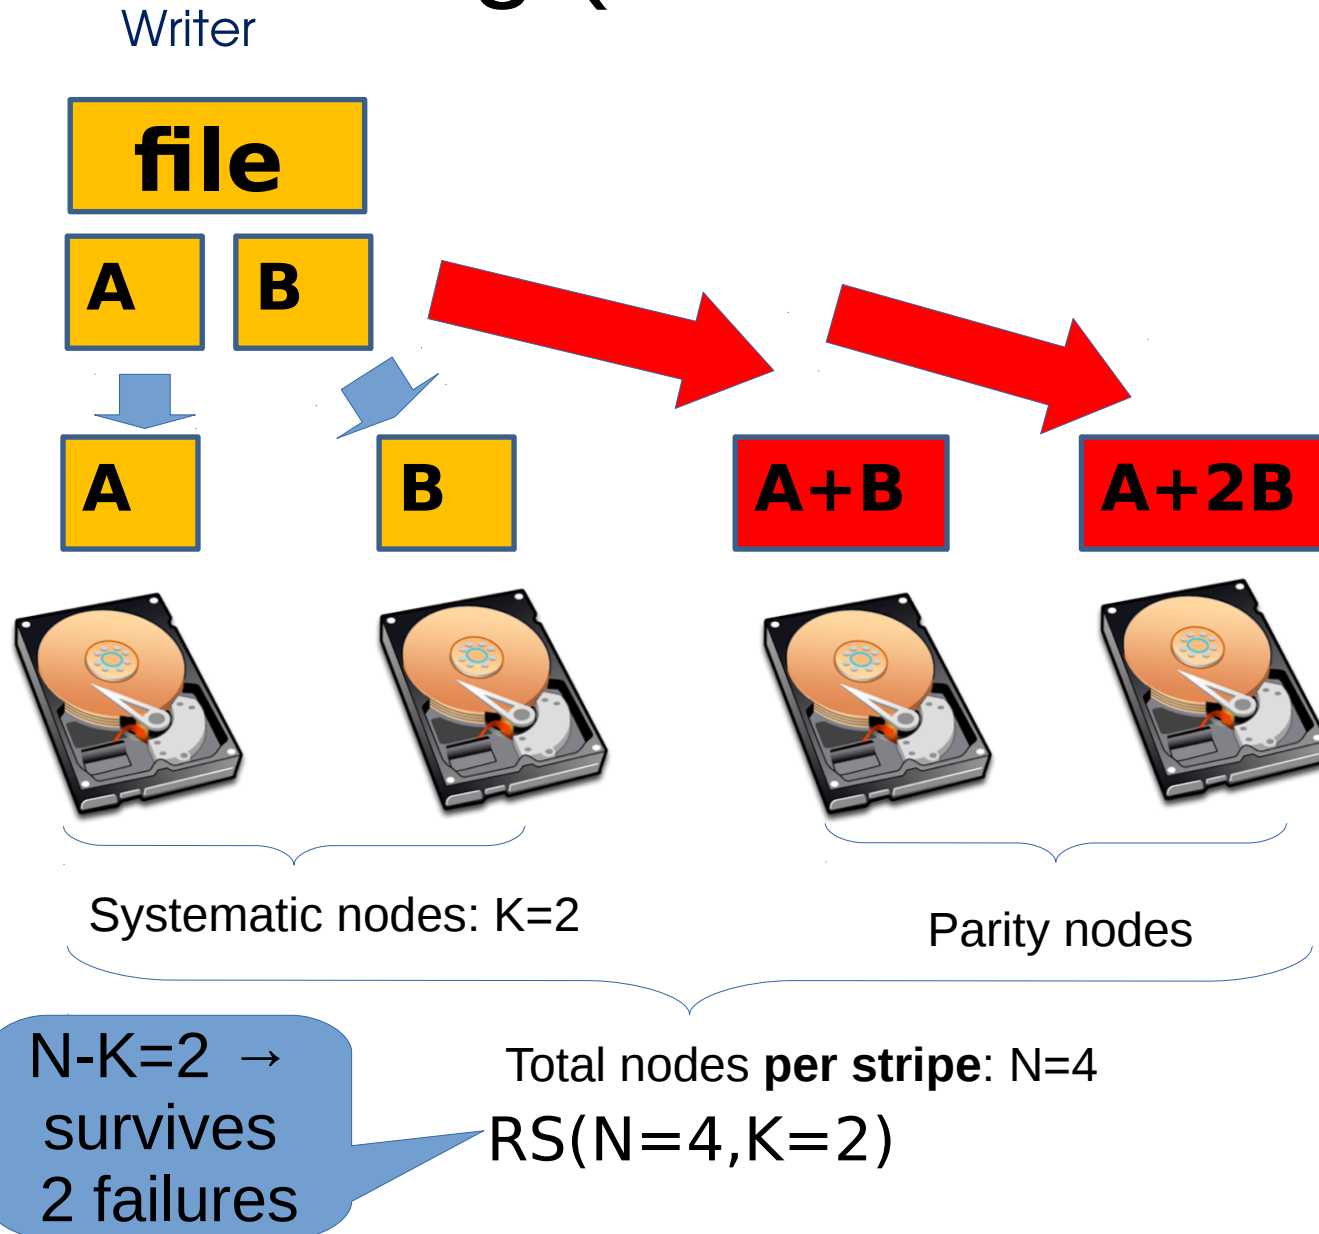 Writer
file
A B
A B A+B A+2B
Systematic nodes: K=2
Parity nodes
N-K=2 →
survives
2 failures
Total nodes per stripe: N=4
RS(N=4,K=2)